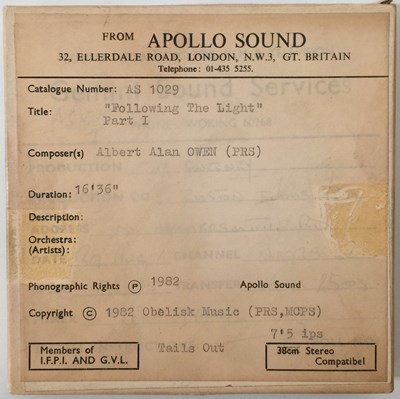 FROM APOLLO SOUND
32, ELLERDALE ROAD, LONDON, N.W.3, GT. BRITAIN
Telephone: 01-435 5255.
Catalogue Number: AS 1029
Title: "Following The Light"
Part I
Composer(s) Albert Alan OWEN (PRS)
Duration: 16'36"
Description:
Orchestra:
(Artists):
Phonographic Rights Ⓟ 1982 Apollo Sound
Copyright © 1982 Obelisk Music (PRS,MCPS)
7'5 ips
Members of
I.F.P.I. AND G.V.L.
Tails Out
38cm Stereo
Compatibel